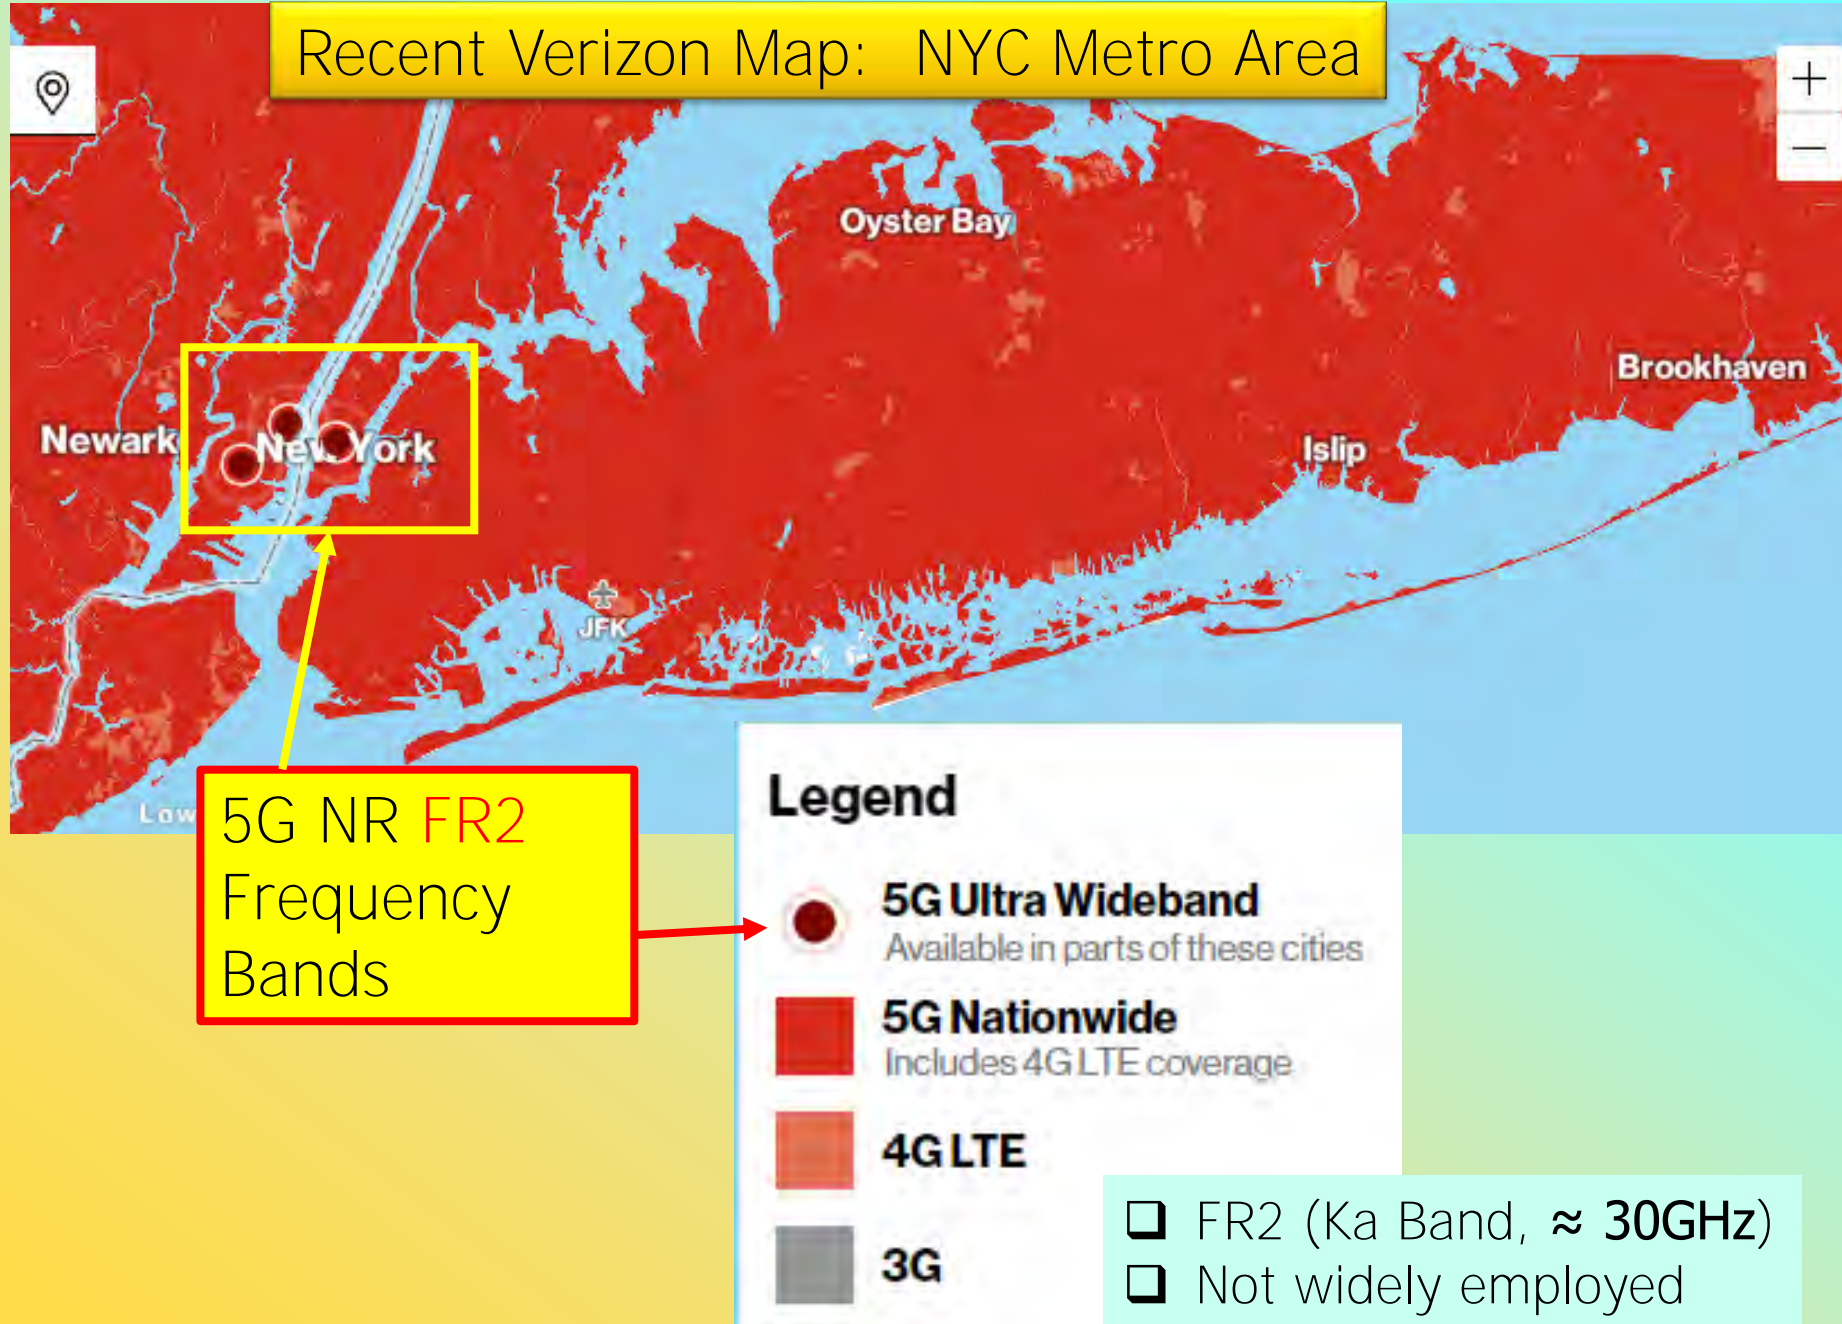 Recent Verizon Map: NYC Metro Area
Oyster Bay
Brookhaven
Newark
New York
Islip
JFK
Low
5G NR FR2
Frequency
Bands
Legend
5G Ultra Wideband
Available in parts of these cities
5G Nationwide
Includes 4G LTE coverage
4G LTE
3G
❑ FR2 (Ka Band, ≈ 30GHz)
❑ Not widely employed